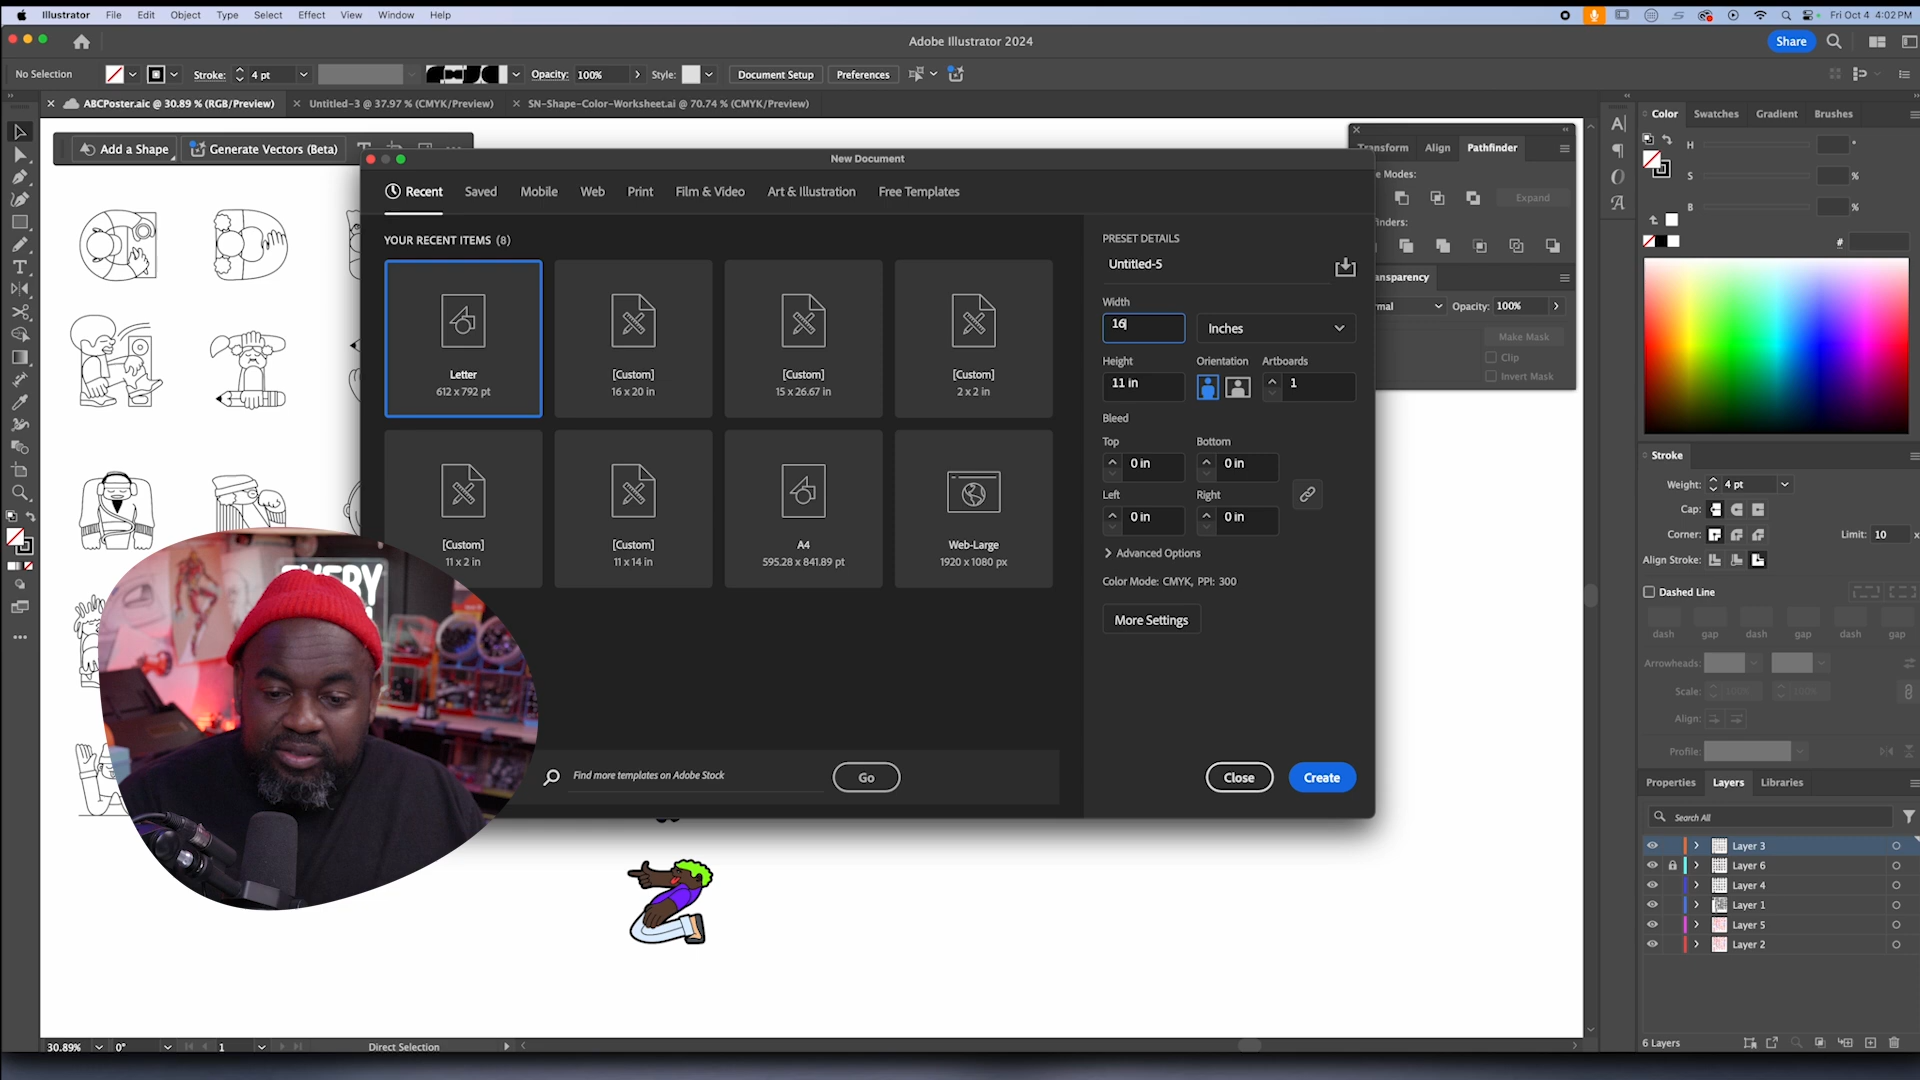 Illustrator File Edit Object Type Select Effect View Window Help
Fri Oct 4 4:02 PM
Adobe Illustrator 2024
Share
No Selection
Stroke: 4 pt
Opacity: 100%
Style:
Document Setup
Preferences
ABCPoster.aic @ 30.89 % (RGB/Preview)
Untitled-3 @ 37.97 % (CMYK/Preview)
SN-Shape-Color-Worksheet.ai @ 70.74 % (CMYK/Preview)
Add a Shape
Generate Vectors (Beta)
New Document
Recent Saved Mobile Web Print Film & Video Art & Illustration Free Templates
YOUR RECENT ITEMS (8)
Letter
612 x 792 pt
[Custom]
16 x 20 in
[Custom]
15 x 26.67 in
[Custom]
2 x 2 in
[Custom]
11 x 2 in
[Custom]
11 x 14 in
A4
595.28 x 841.89 pt
Web-Large
1920 x 1080 px
Find more templates on Adobe Stock
Go
PRESET DETAILS
Untitled-5
Width
16
Inches
Height
Orientation
Artboards
11 in
1
Bleed
Top
Bottom
0 in
0 in
Left
Right
0 in
0 in
Advanced Options
Color Mode: CMYK, PPI: 300
More Settings
Close
Create
Transform Align Pathfinder
e Modes:
Expand
finders:
ansparency
mal
Opacity: 100%
Make Mask
Clip
Invert Mask
Color Swatches Gradient Brushes
H °
S %
B %
#
Stroke
Weight: 4 pt
Cap:
Corner:
Limit: 10 x
Align Stroke:
Dashed Line
dash gap dash gap dash gap
Arrowheads:
Scale: 100% 100%
Align:
Profile:
Properties Layers Libraries
Search All
Layer 3
Layer 6
Layer 4
Layer 1
Layer 5
Layer 2
6 Layers
EVERY
30.89%
0°
1
Direct Selection